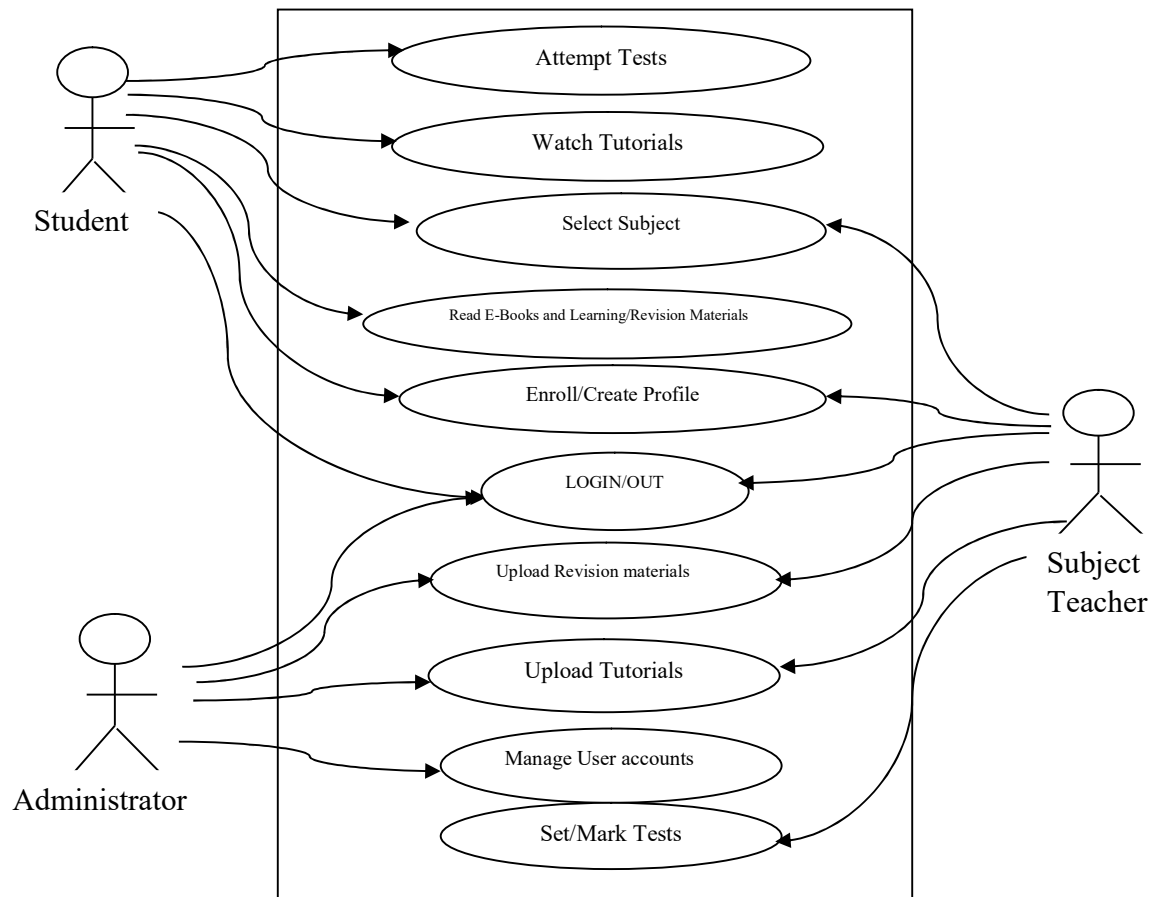 Attempt Tests
Watch Tutorials
Student
Select Subject
Read E-Books and Learning/Revision Materials
Enroll/Create Profile
LOGIN/OUT
Upload Revision materials
Subject
Teacher
Upload Tutorials
Manage User accounts
Administrator
Set/Mark Tests